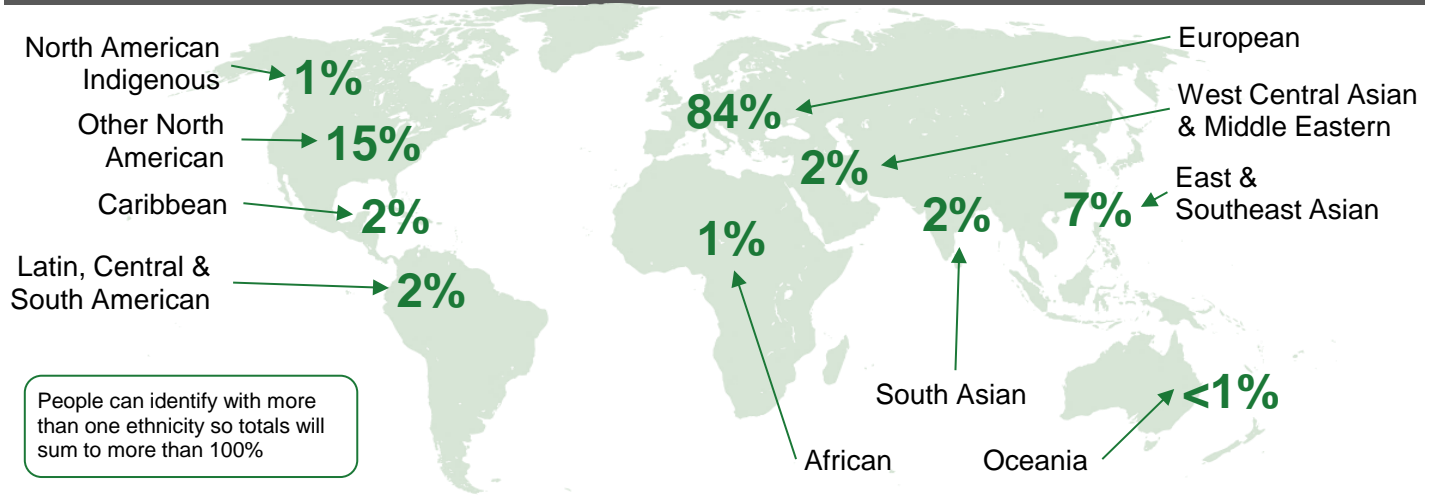 North American
Indigenous
1%
Other North
American
15%
Caribbean
2%
Latin, Central &
South American
2%
European
84%
West Central Asian
& Middle Eastern
2%
East &
Southeast Asian
7%
South Asian
2%
African
1%
Oceania
<1%
People can identify with more
than one ethnicity so totals will
sum to more than 100%